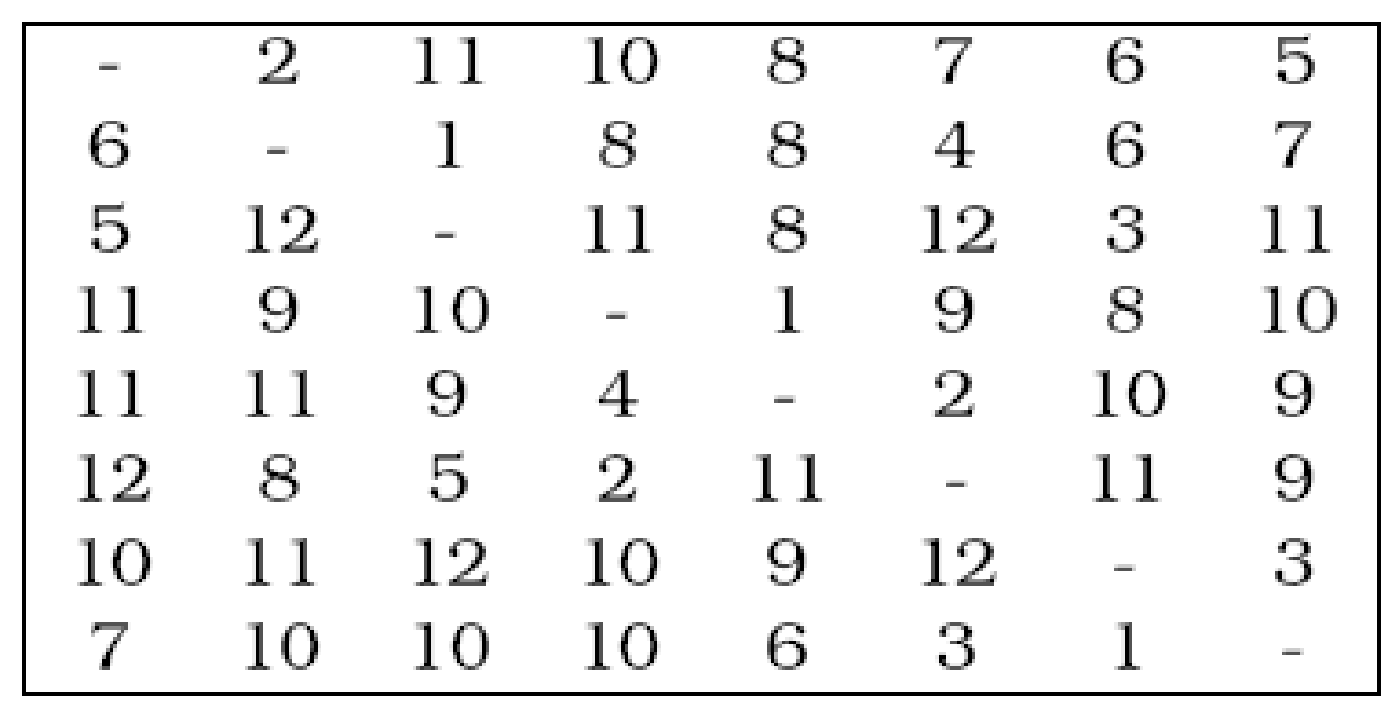 - 2 11 10 8 7 6 5
6 - 1 8 8 4 6 7
5 12 - 11 8 12 3 11
11 9 10 - 1 9 8 10
11 11 9 4 - 2 10 9
12 8 5 2 11 - 11 9
10 11 12 10 9 12 - 3
7 10 10 10 6 3 1 -